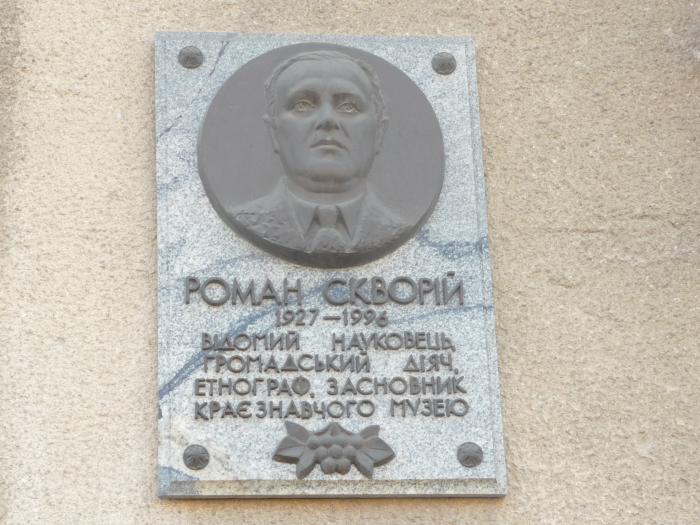 РОМАН СКВОРІЙ
1927—1996
ВІДОМИЙ НАУКОВЕЦЬ,
ГРОМАДСЬКИЙ ДІЯЧ,
ЕТНОГРАФ, ЗАСНОВНИК
КРАЄЗНАВЧОГО МУЗЕЮ